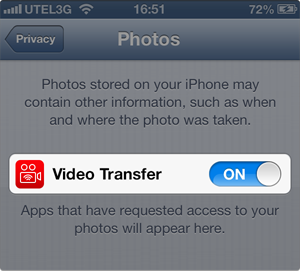 UTEL3G 16:51 72%
Privacy Photos
Photos stored on your iPhone may
contain other information, such as when
and where the photo was taken.
Video Transfer ON
Apps that have requested access to your
photos will appear here.